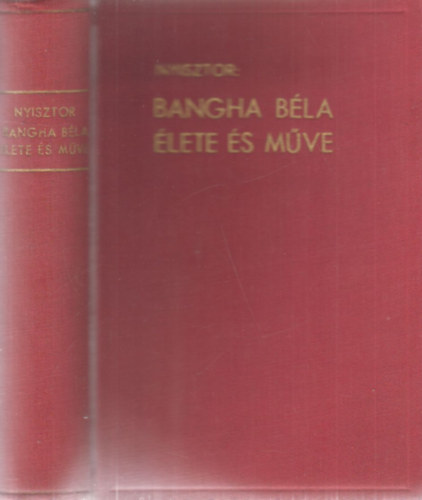 NYISZTOR
BANGHA BÉLA
ÉLETE ÉS MŰVE
NYISZTOR:
BANGHA BÉLA
ÉLETE ÉS MŰVE